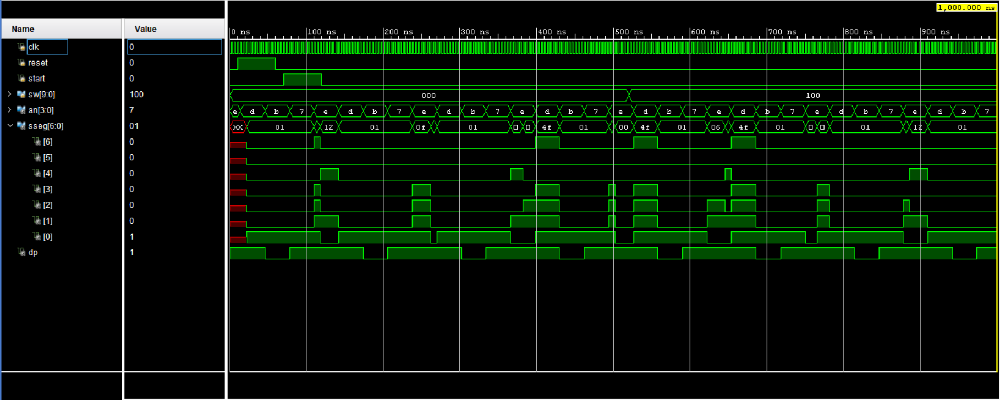 1,000.000 ns
Name Value
0 ns 100 ns 200 ns 300 ns 400 ns 500 ns 600 ns 700 ns 800 ns 900 ns
clk 0
reset 0
start 0
sw[9:0] 100 000 100
an[3:0] 7 e d b 7 e d b 7 e d b 7 e d b 7 e d b 7 e d b 7 e d b 7 e d b 7
sseg[6:0] 01 XX 01 12 01 0f 01 4f 01 00 4f 01 06 4f 01 01 12 01
[6] 0
[5] 0
[4] 0
[3] 0
[2] 0
[1] 0
[0] 1
dp 1